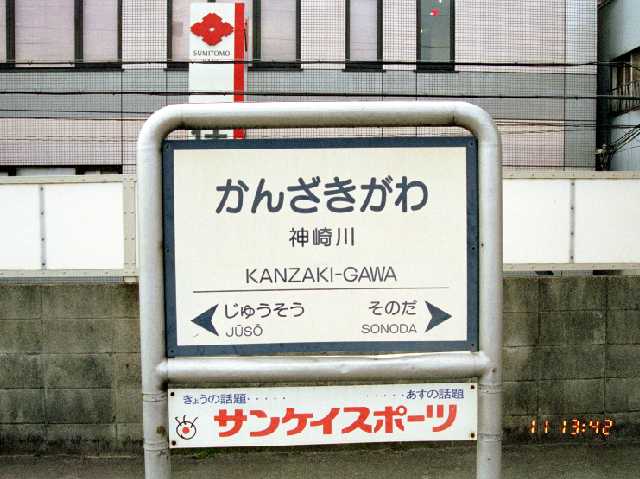 SUMITOMO
かんざきがわ
神崎川
KANZAKI-GAWA
じゅうそう
そのだ
JŪSŌ
SONODA
きょうの話題・・・・・
・・・・・・あすの話題
サンケイスポーツ
11 13:42